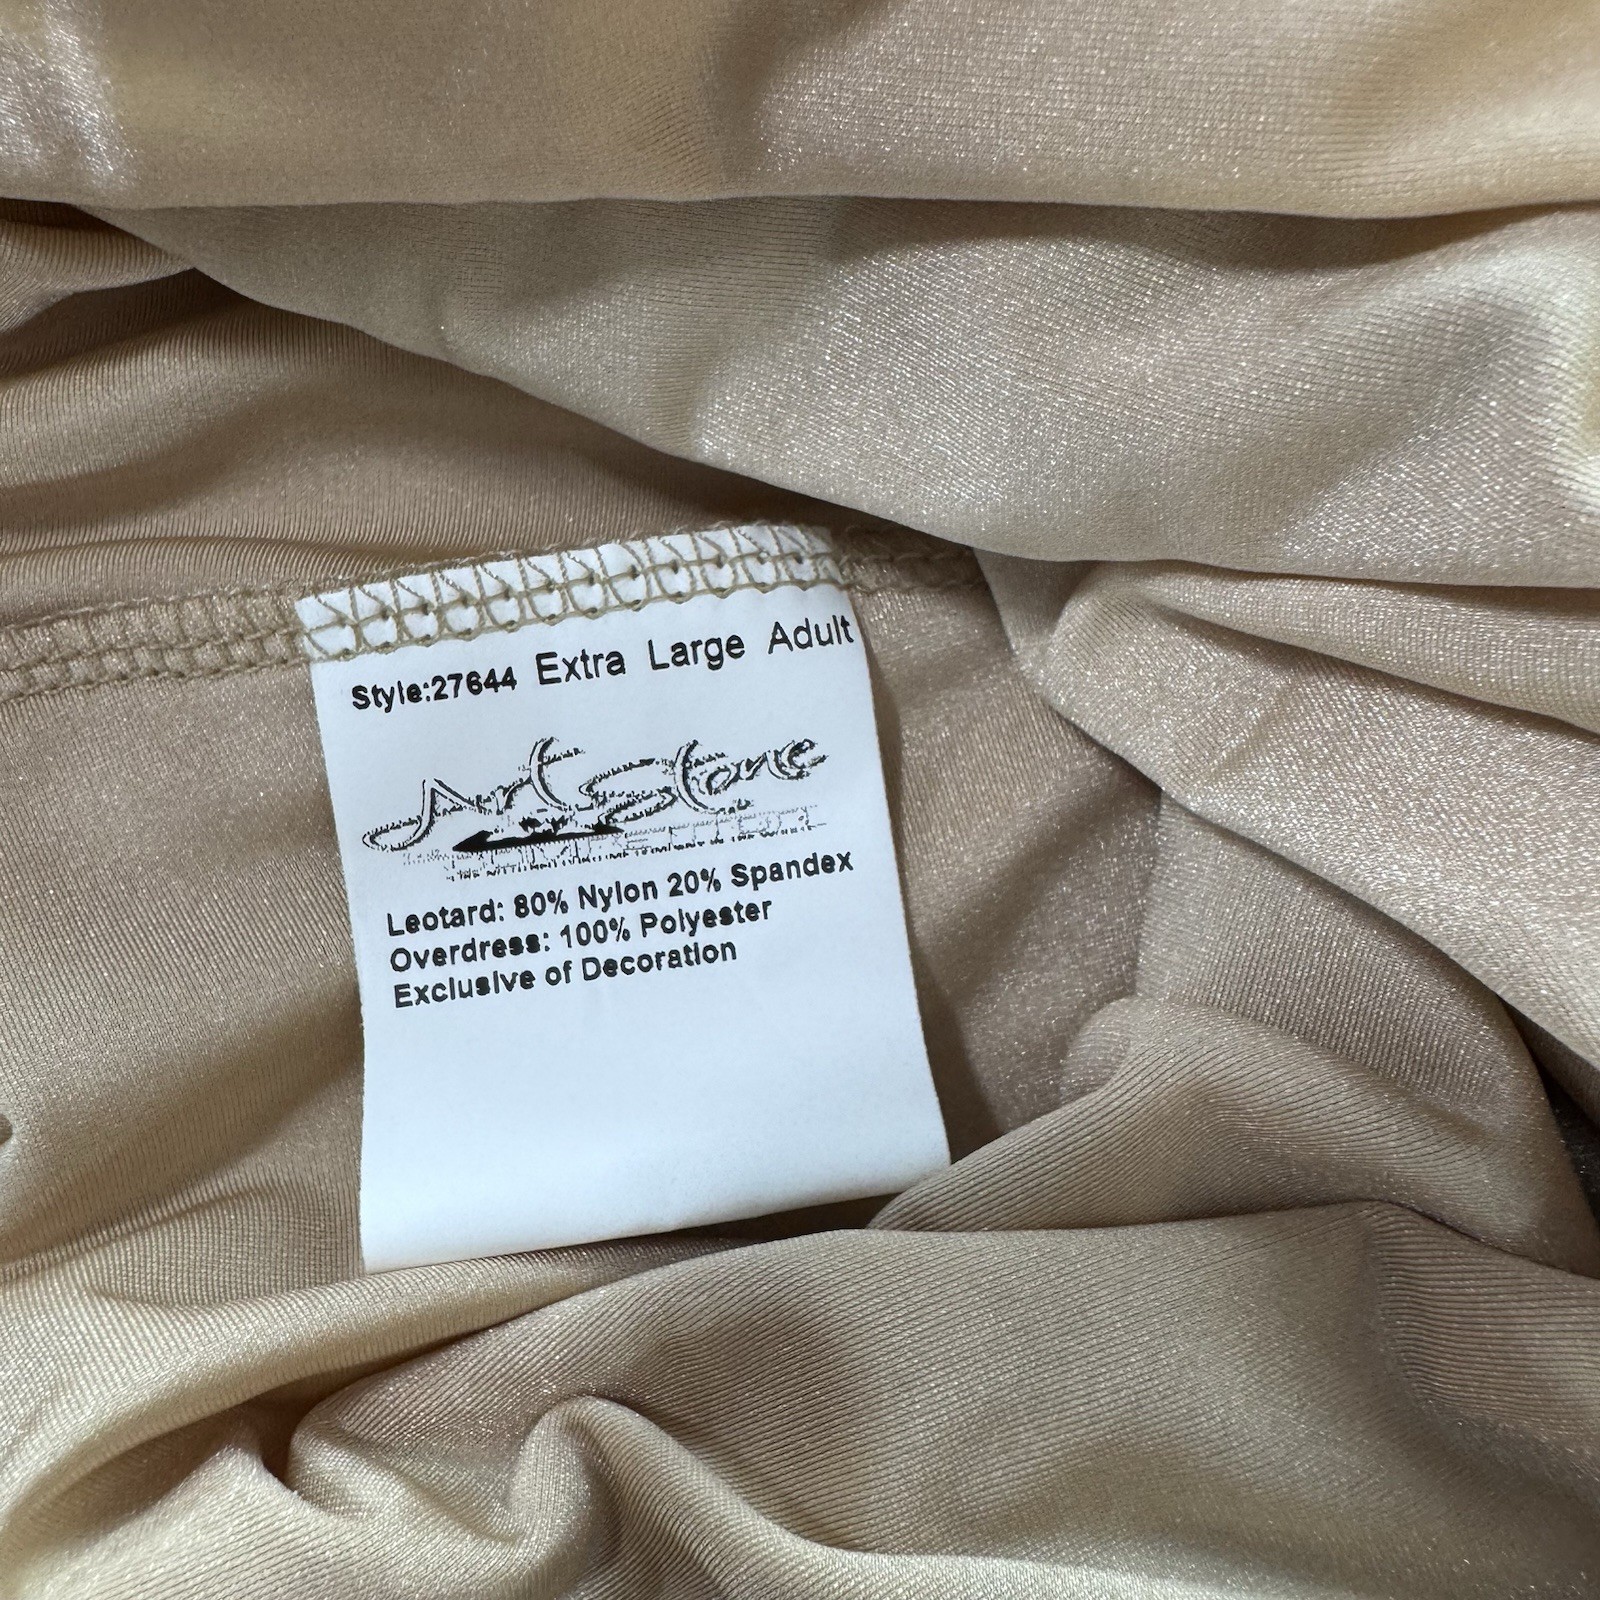 Style:27644 Extra Large Adult
Art Stone
Leotard: 80% Nylon 20% Spandex
Overdress: 100% Polyester
Exclusive of Decoration